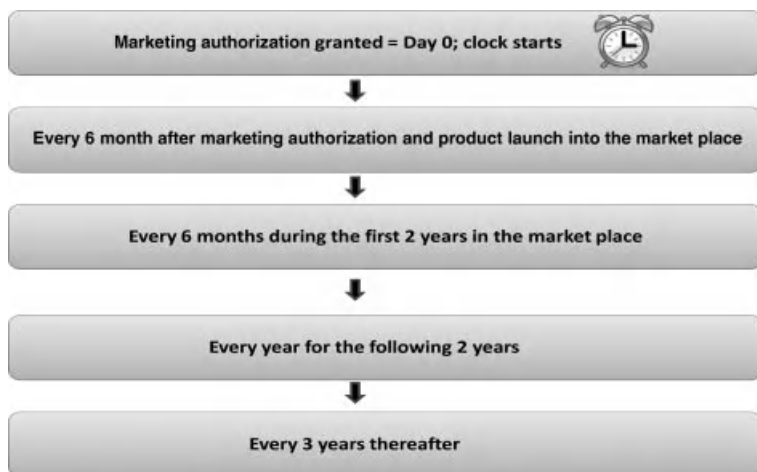 Marketing authorization granted = Day 0; clock starts
Every 6 month after marketing authorization and product launch into the market place
Every 6 months during the first 2 years in the market place
Every year for the following 2 years
Every 3 years thereafter